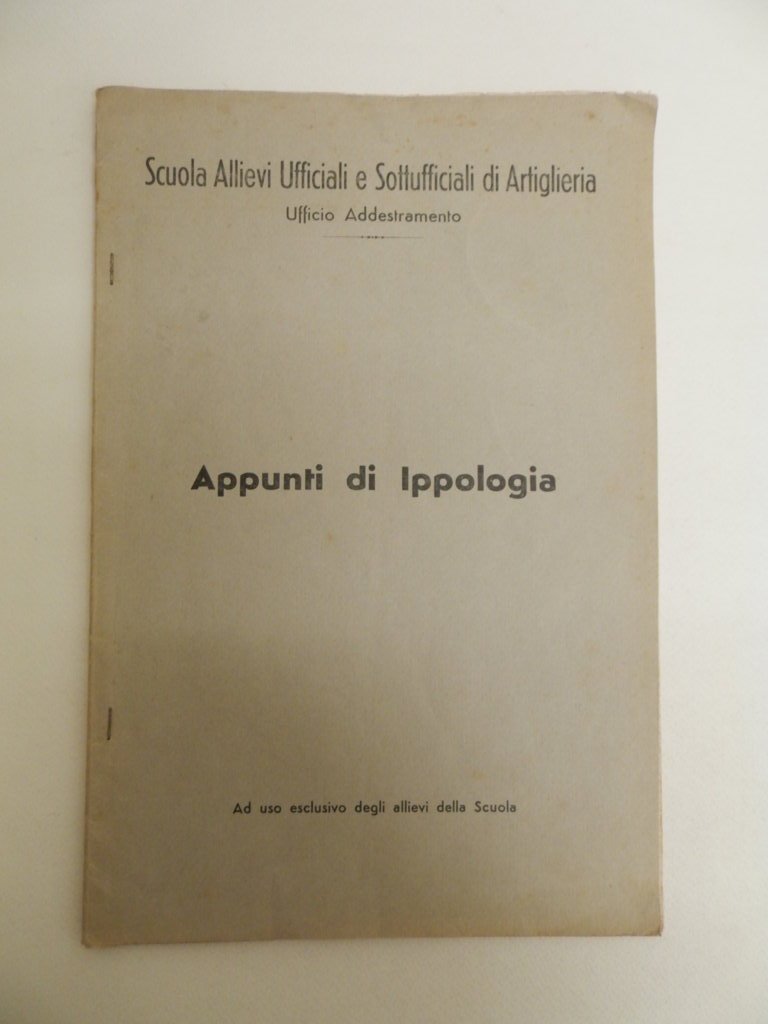 Scuola Allievi Ufficiali e Sottufficiali di Artiglieria
Ufficio Addestramento
Appunti di Ippologia
Ad uso esclusivo degli allievi della Scuola